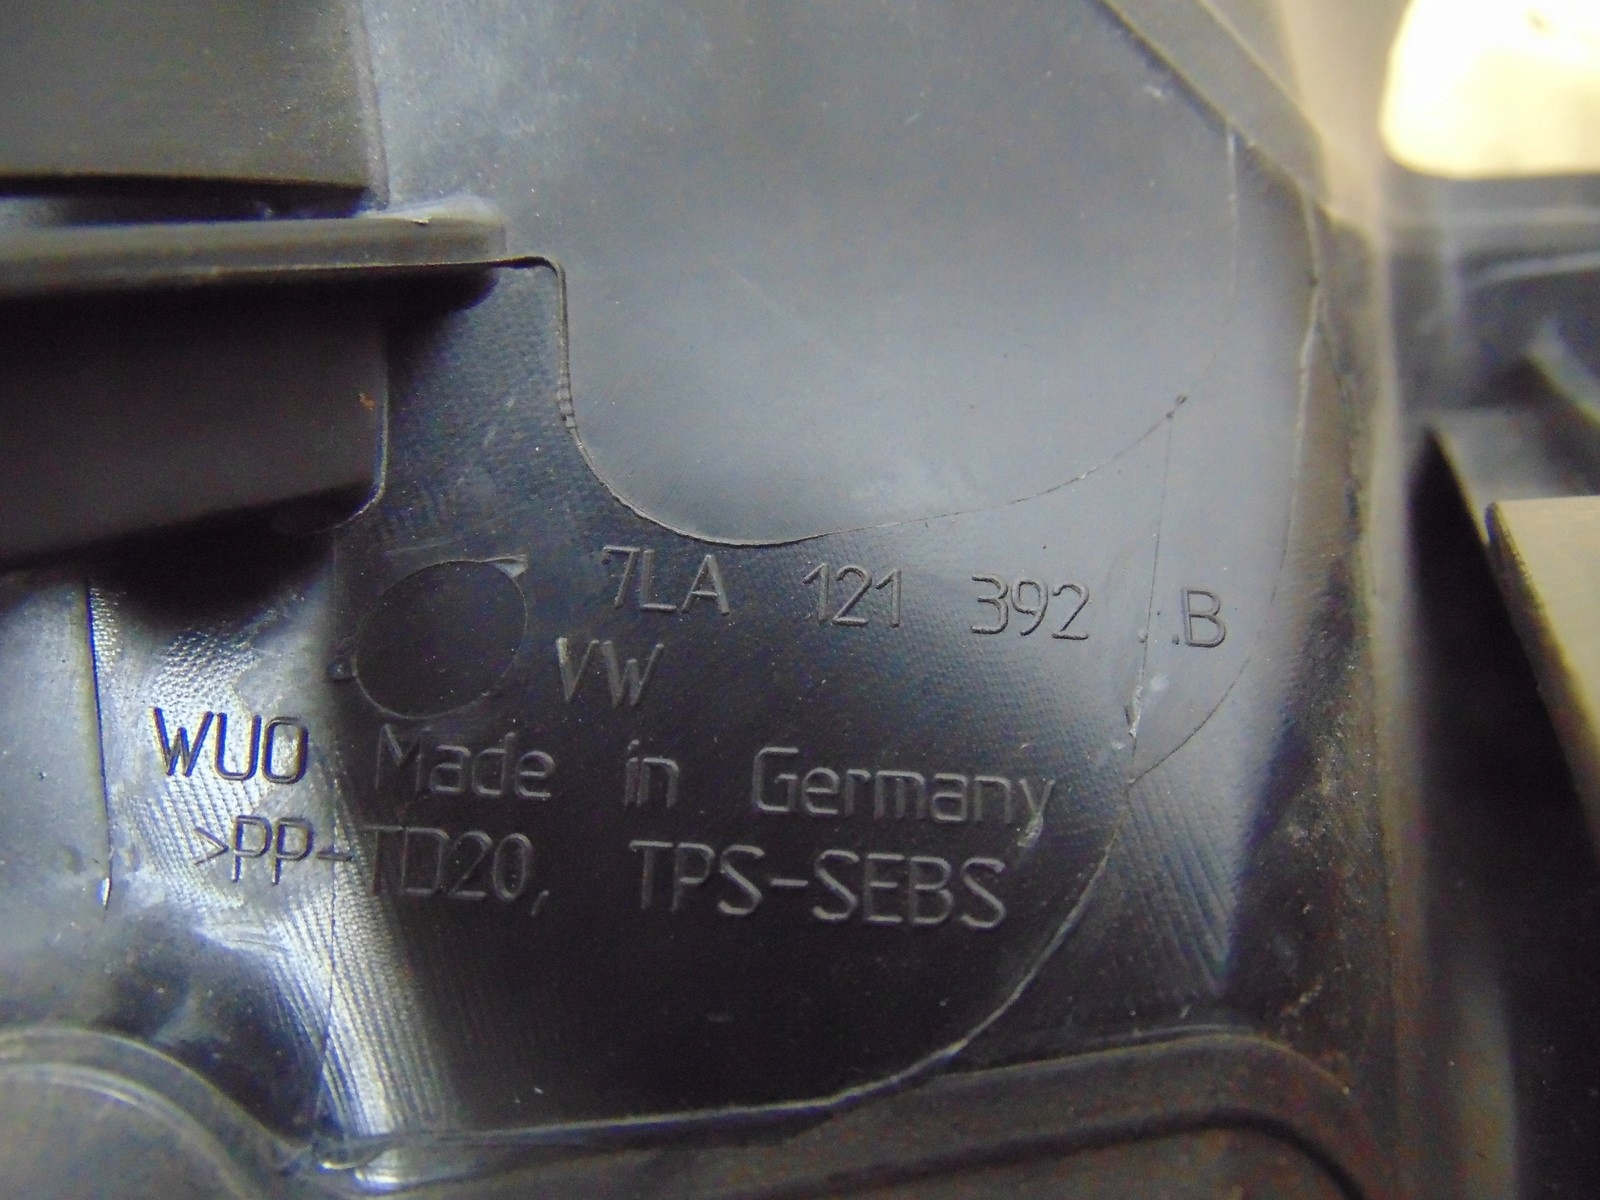 7LA 121 392 ..B
VW
WUO Made in Germany
>PP-TD20, TPS-SEBS